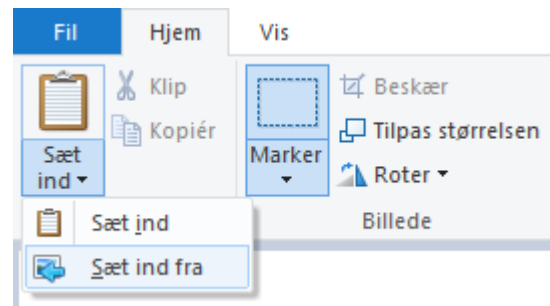 Fil Hjem Vis
Klip
Kopiér
Sæt
ind
Marker
Beskær
Tilpas størrelsen
Roter
Billede
Sæt ind
Sæt ind fra